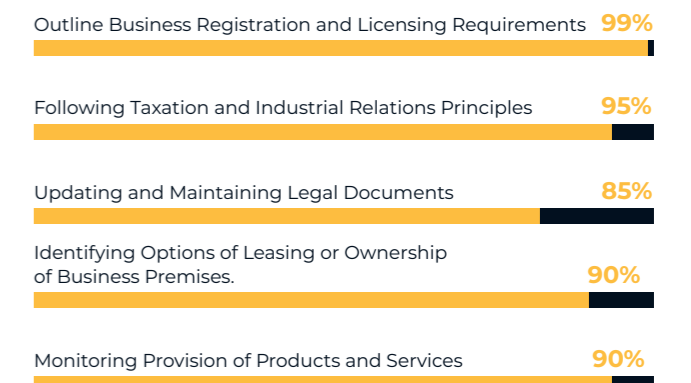 Outline Business Registration and Licensing Requirements 99%
Following Taxation and Industrial Relations Principles 95%
Updating and Maintaining Legal Documents 85%
Identifying Options of Leasing or Ownership
of Business Premises. 90%
Monitoring Provision of Products and Services 90%